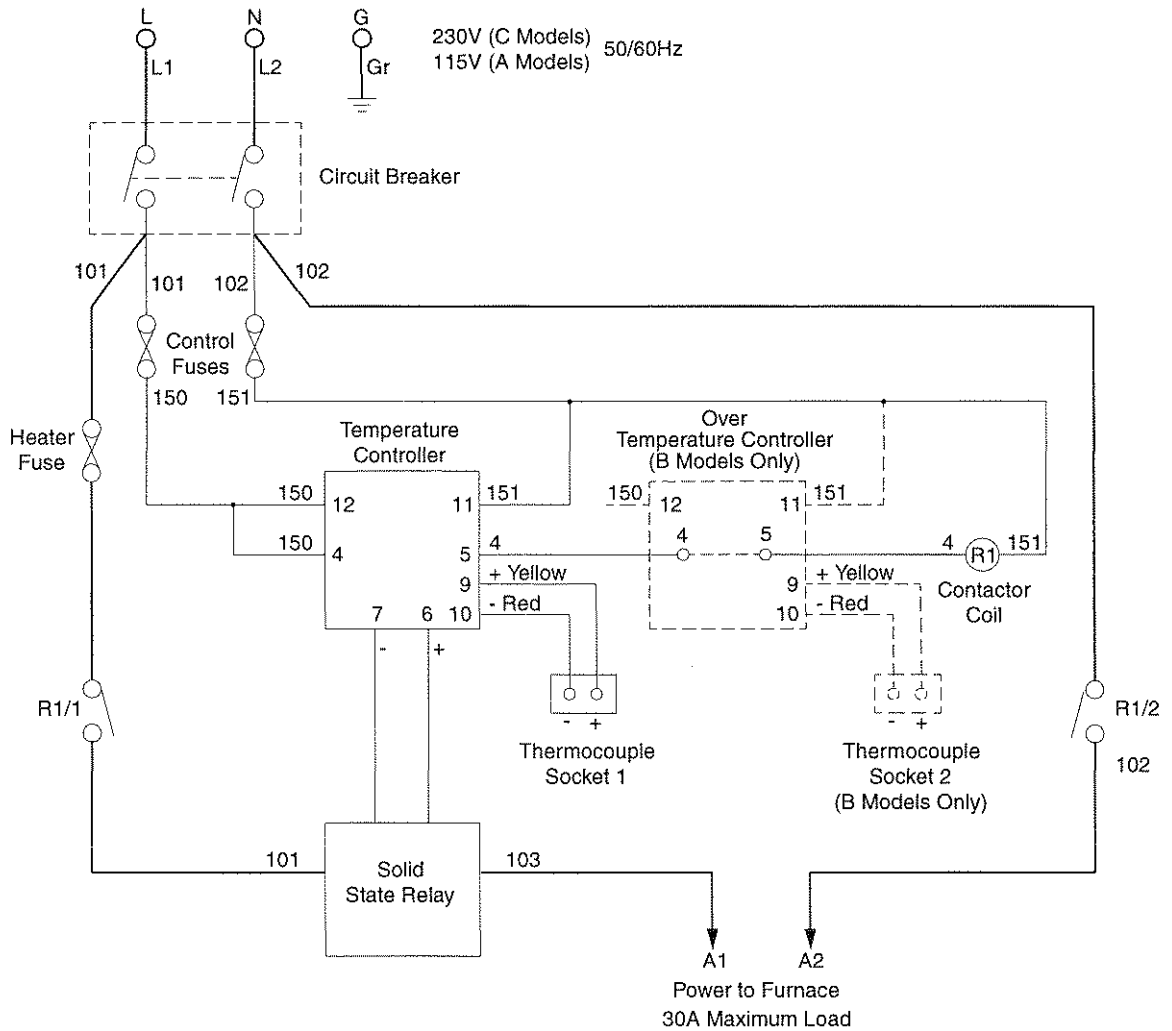 L
N
G
230V (C Models)
115V (A Models)
50/60Hz
L1
L2
Gr
Circuit Breaker
101
101
102
102
Control
Fuses
150
151
Heater
Fuse
Temperature
Controller
Over
Temperature Controller
(B Models Only)
150
12
11
151
150
12
11
151
150
4
5
4
4
5
4
R1
151
9
+ Yellow
10
- Red
9
+ Yellow
10
- Red
Contactor
Coil
7
6
-
+
R1/1
- +
Thermocouple
Socket 1
- +
Thermocouple
Socket 2
(B Models Only)
R1/2
102
101
Solid
State Relay
103
A1
A2
Power to Furnace
30A Maximum Load